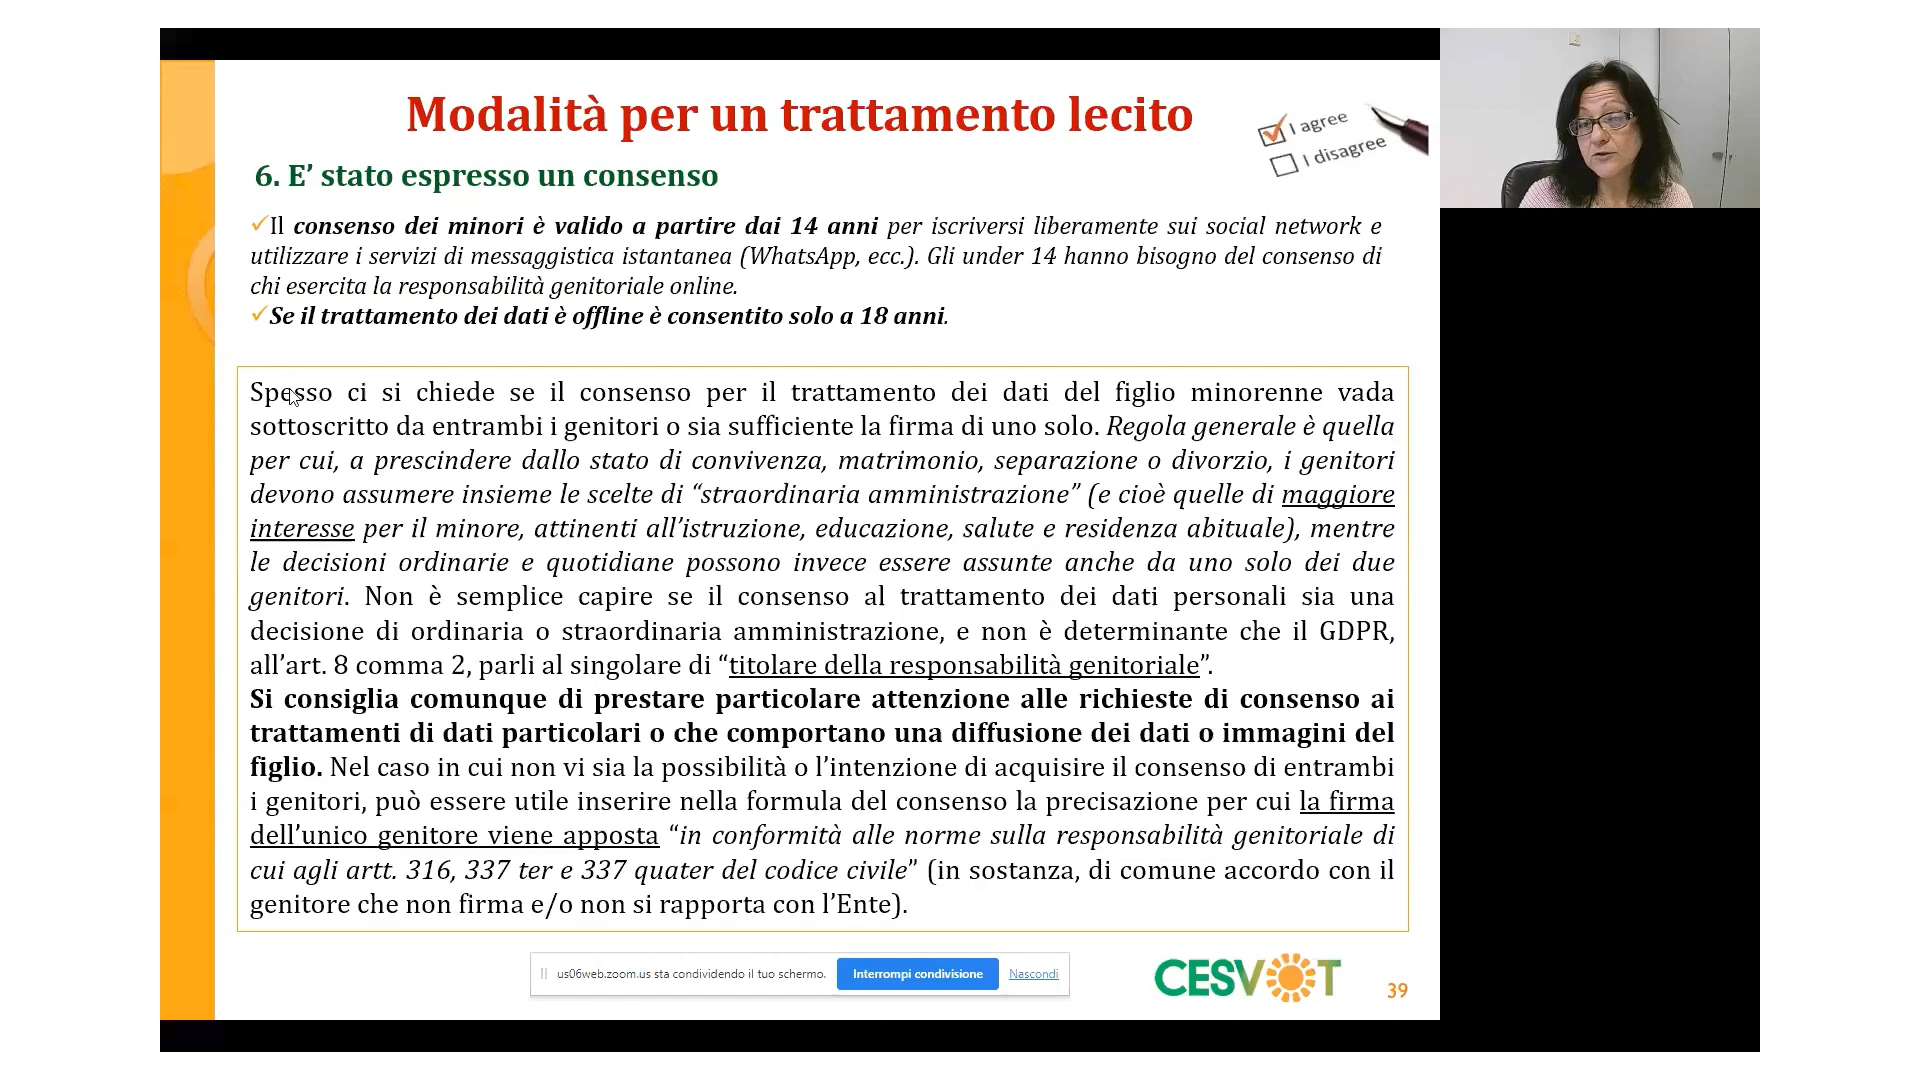 Modalità per un trattamento lecito
I agree
I disagree
6. E’ stato espresso un consenso
✓Il consenso dei minori è valido a partire dai 14 anni per iscriversi liberamente sui social network e
utilizzare i servizi di messaggistica istantanea (WhatsApp, ecc.). Gli under 14 hanno bisogno del consenso di
chi esercita la responsabilità genitoriale online.
✓Se il trattamento dei dati è offline è consentito solo a 18 anni.
Spesso ci si chiede se il consenso per il trattamento dei dati del figlio minorenne vada
sottoscritto da entrambi i genitori o sia sufficiente la firma di uno solo. Regola generale è quella
per cui, a prescindere dallo stato di convivenza, matrimonio, separazione o divorzio, i genitori
devono assumere insieme le scelte di “straordinaria amministrazione” (e cioè quelle di maggiore
interesse per il minore, attinenti all’istruzione, educazione, salute e residenza abituale), mentre
le decisioni ordinarie e quotidiane possono invece essere assunte anche da uno solo dei due
genitori. Non è semplice capire se il consenso al trattamento dei dati personali sia una
decisione di ordinaria o straordinaria amministrazione, e non è determinante che il GDPR,
all’art. 8 comma 2, parli al singolare di “titolare della responsabilità genitoriale”.
Si consiglia comunque di prestare particolare attenzione alle richieste di consenso ai
trattamenti di dati particolari o che comportano una diffusione dei dati o immagini del
figlio. Nel caso in cui non vi sia la possibilità o l’intenzione di acquisire il consenso di entrambi
i genitori, può essere utile inserire nella formula del consenso la precisazione per cui la firma
dell’unico genitore viene apposta “in conformità alle norme sulla responsabilità genitoriale di
cui agli artt. 316, 337 ter e 337 quater del codice civile” (in sostanza, di comune accordo con il
genitore che non firma e/o non si rapporta con l’Ente).
us06web.zoom.us sta condividendo il tuo schermo. Interrompi condivisione Nascondi
CESVOT
39